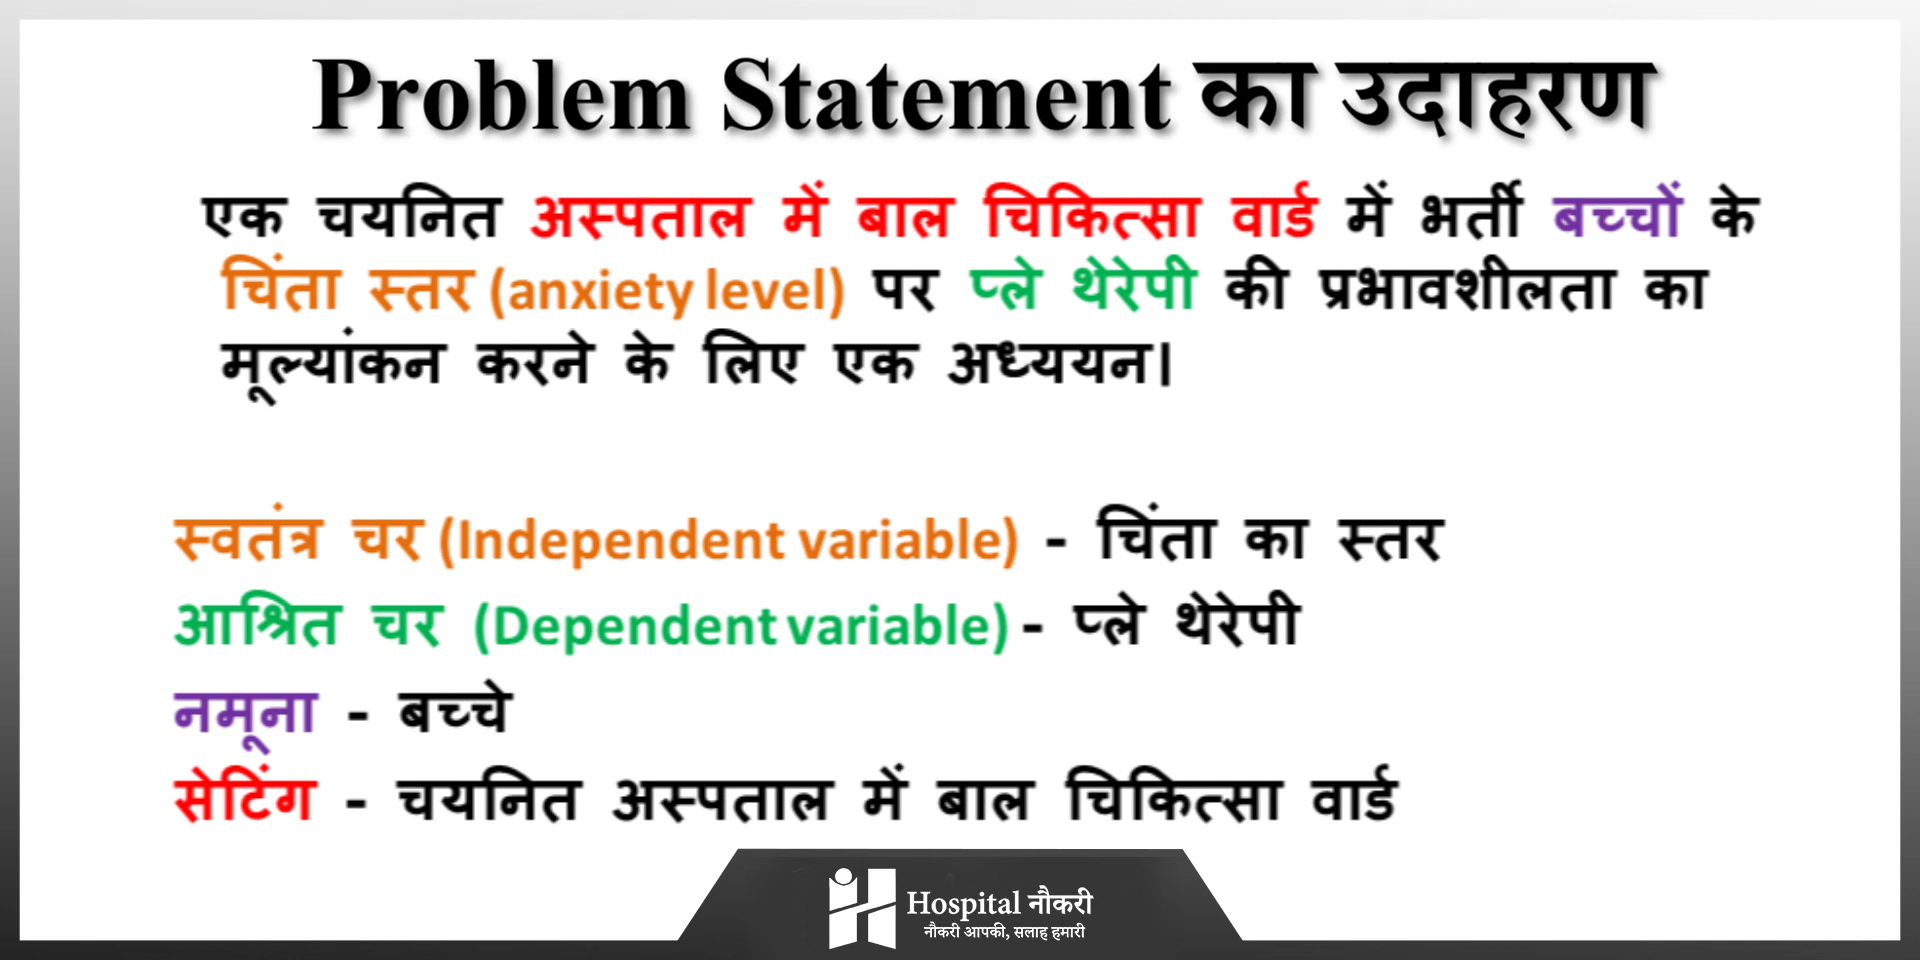 Problem Statement का उदाहरण
एक चयनित अस्पताल में बाल चिकित्सा वार्ड में भर्ती बच्चों के
चिंता स्तर (anxiety level) पर प्ले थेरेपी की प्रभावशीलता का
मूल्यांकन करने के लिए एक अध्ययन।
स्वतंत्र चर (Independent variable) - चिंता का स्तर
आश्रित चर (Dependent variable) - प्ले थेरेपी
नमूना - बच्चे
सेटिंग - चयनित अस्पताल में बाल चिकित्सा वार्ड
Hospital नौकरी
नौकरी आपकी, सलाह हमारी